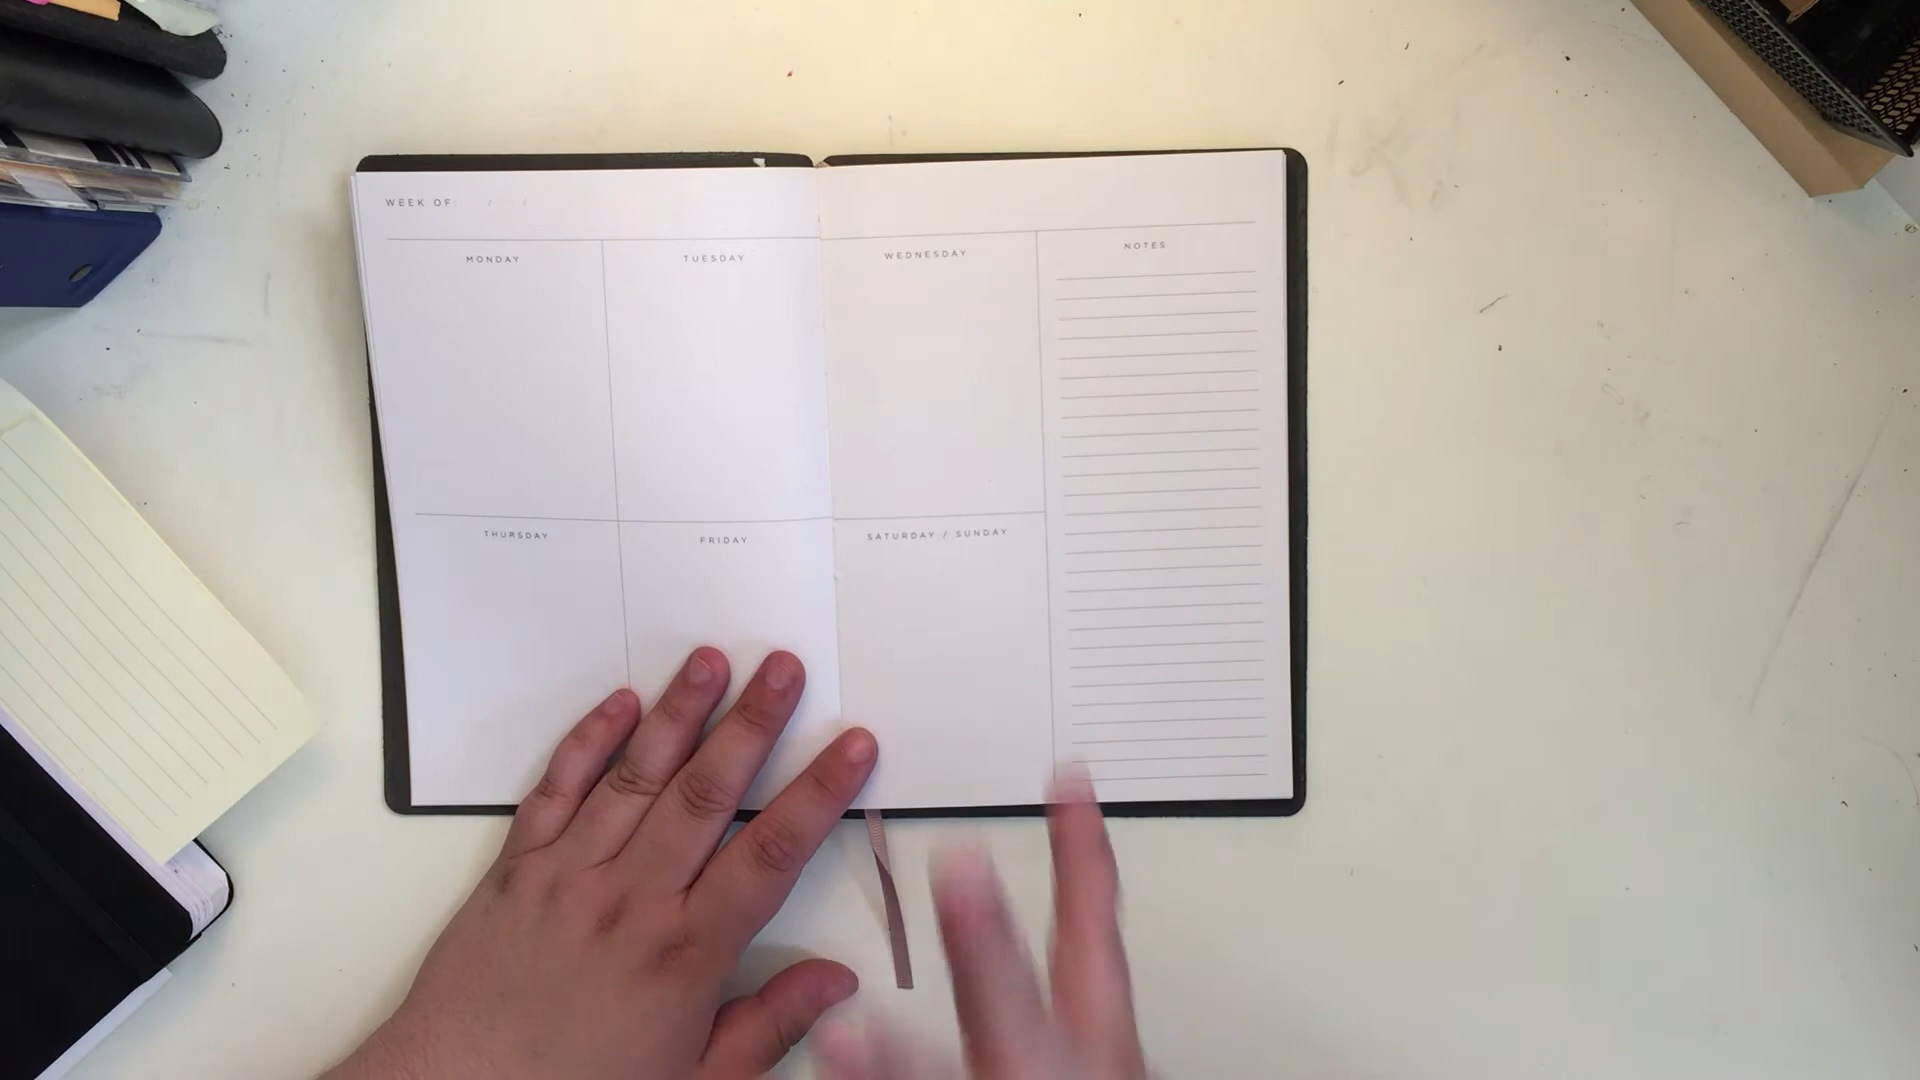 WEEK OF: / /
MONDAY
TUESDAY
WEDNESDAY
NOTES
THURSDAY
FRIDAY
SATURDAY / SUNDAY